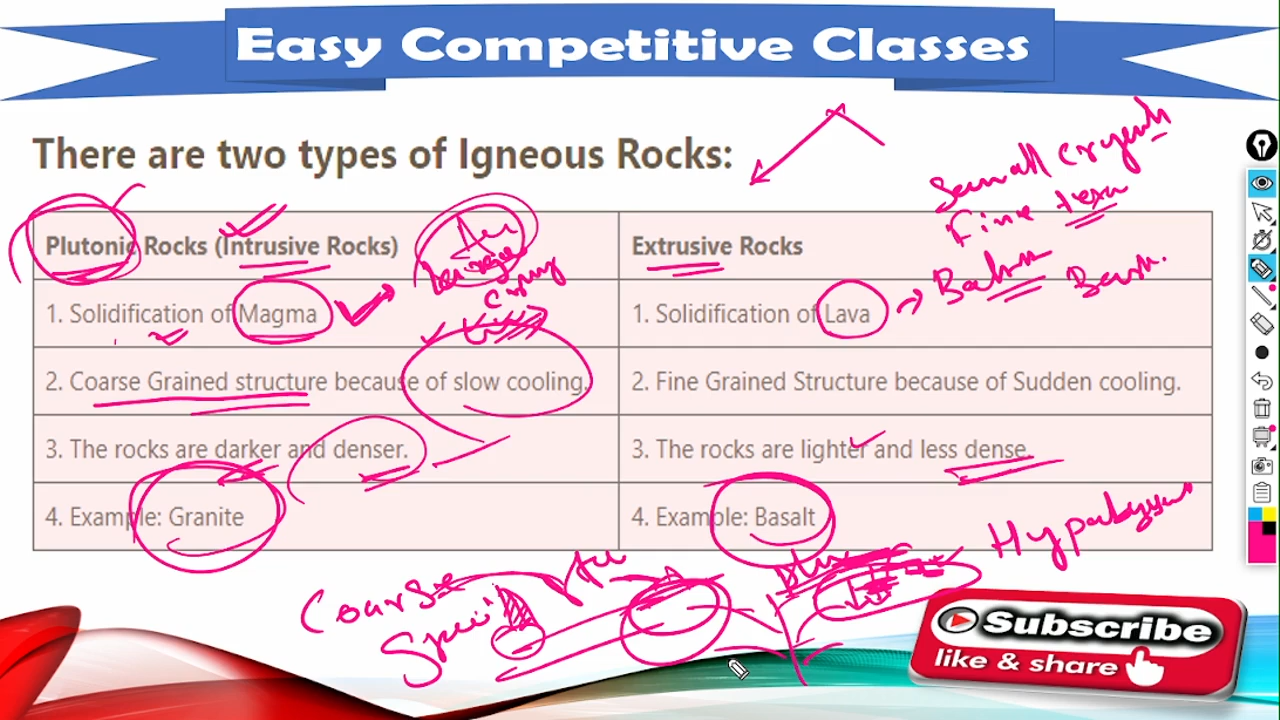 Easy Competitive Classes
There are two types of Igneous Rocks:
Plutonic Rocks (Intrusive Rocks)
Extrusive Rocks
1. Solidification of Magma
1. Solidification of Lava
2. Coarse Grained structure because of slow cooling.
2. Fine Grained Structure because of Sudden cooling.
3. The rocks are darker and denser.
3. The rocks are lighter and less dense.
4. Example: Granite
4. Example: Basalt
Small
Fine
Coarse
Subscribe
like & share